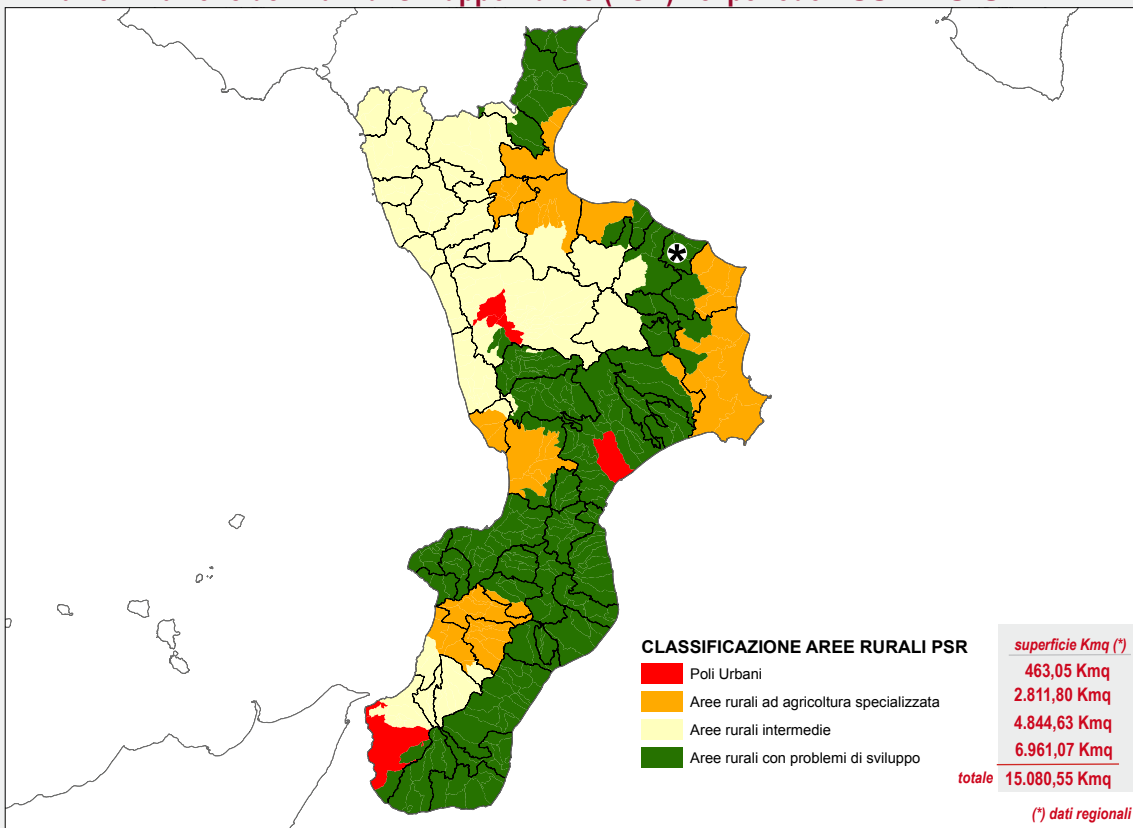 CLASSIFICAZIONE AREE RURALI PSR
superficie Kmq (*)
Poli Urbani
463,05 Kmq
Aree rurali ad agricoltura specializzata
2.811,80 Kmq
Aree rurali intermedie
4.844,63 Kmq
Aree rurali con problemi di sviluppo
6.961,07 Kmq
totale 15.080,55 Kmq
(*) dati regionali
*